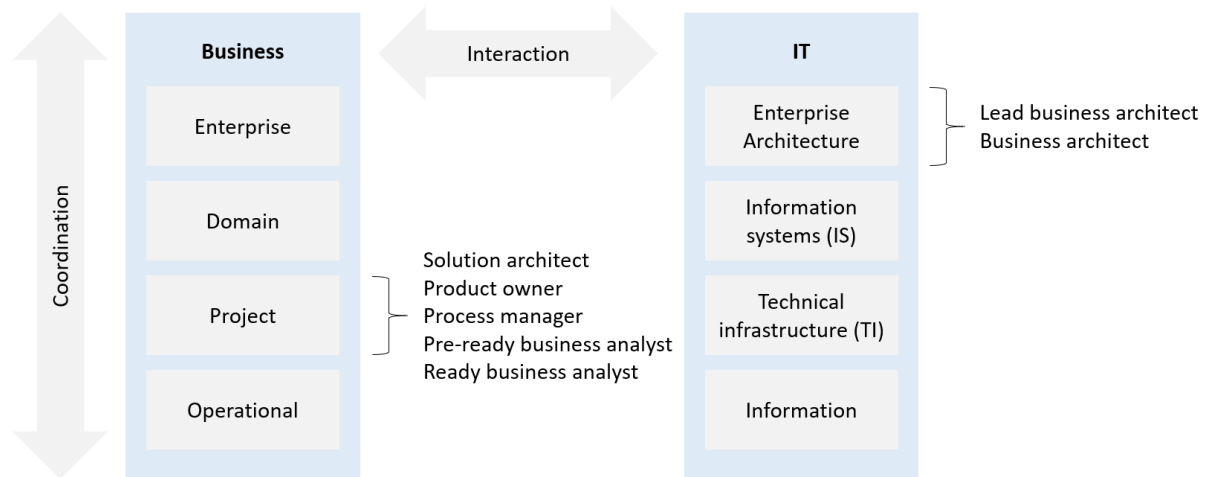 Coordination
Business
Enterprise
Domain
Project
Operational
Interaction
Solution architect
Product owner
Process manager
Pre-ready business analyst
Ready business analyst
IT
Enterprise
Architecture
Information
systems (IS)
Technical
infrastructure (TI)
Information
Lead business architect
Business architect